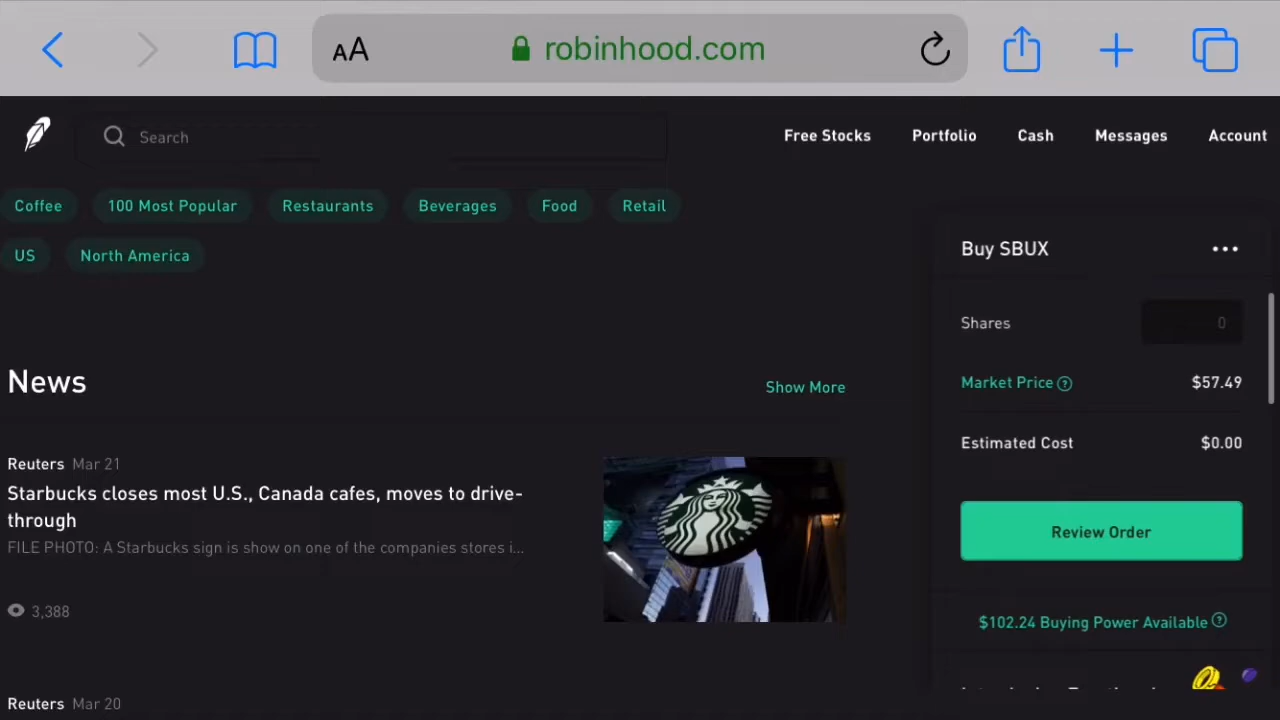 AA robinhood.com
Search
Free Stocks Portfolio Cash Messages Account
Coffee 100 Most Popular Restaurants Beverages Food Retail
US North America
Buy SBUX
Shares 0
Market Price $57.49
Estimated Cost $0.00
Review Order
$102.24 Buying Power Available
News
Show More
Reuters Mar 21
Starbucks closes most U.S., Canada cafes, moves to drive-
through
FILE PHOTO: A Starbucks sign is show on one of the companies stores i...
3,388
Reuters Mar 20